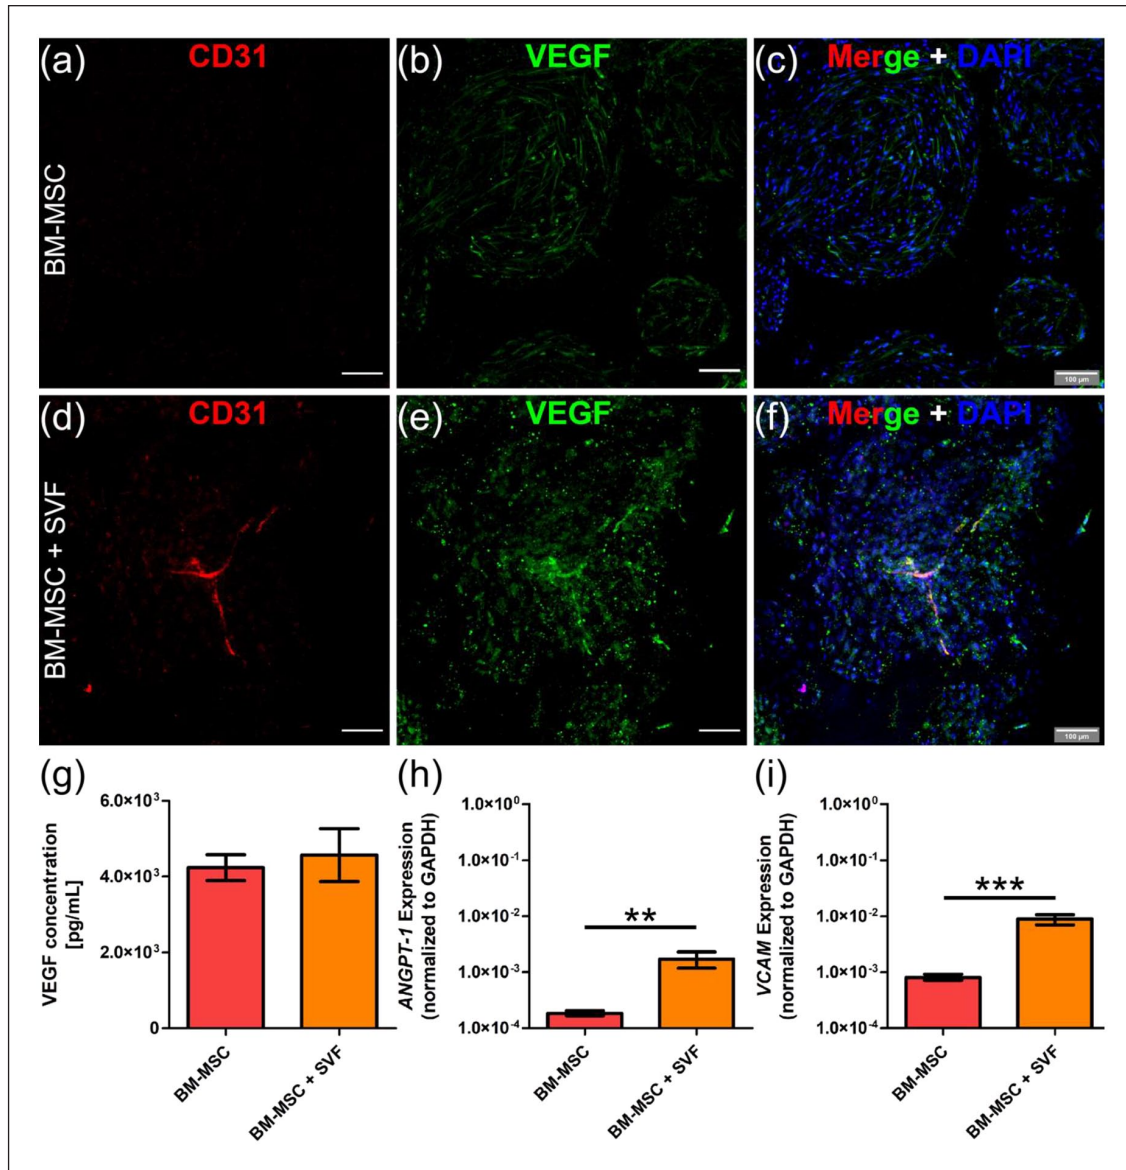 (a) CD31
(b) VEGF
(c) Merge + DAPI
BM-MSC
100 µm
(d) CD31
(e) VEGF
(f) Merge + DAPI
BM-MSC + SVF
100 µm
(g)
VEGF concentration
[pg/mL]
6.0×10³
4.0×10³
2.0×10³
0
BM-MSC
BM-MSC + SVF
(h)
ANGPT-1 Expression
(normalized to GAPDH)
1.0×10⁰
1.0×10⁻¹
1.0×10⁻²
1.0×10⁻³
1.0×10⁻⁴
**
BM-MSC
BM-MSC + SVF
(i)
VCAM Expression
(normalized to GAPDH)
1.0×10⁰
1.0×10⁻¹
1.0×10⁻²
1.0×10⁻³
1.0×10⁻⁴
***
BM-MSC
BM-MSC + SVF